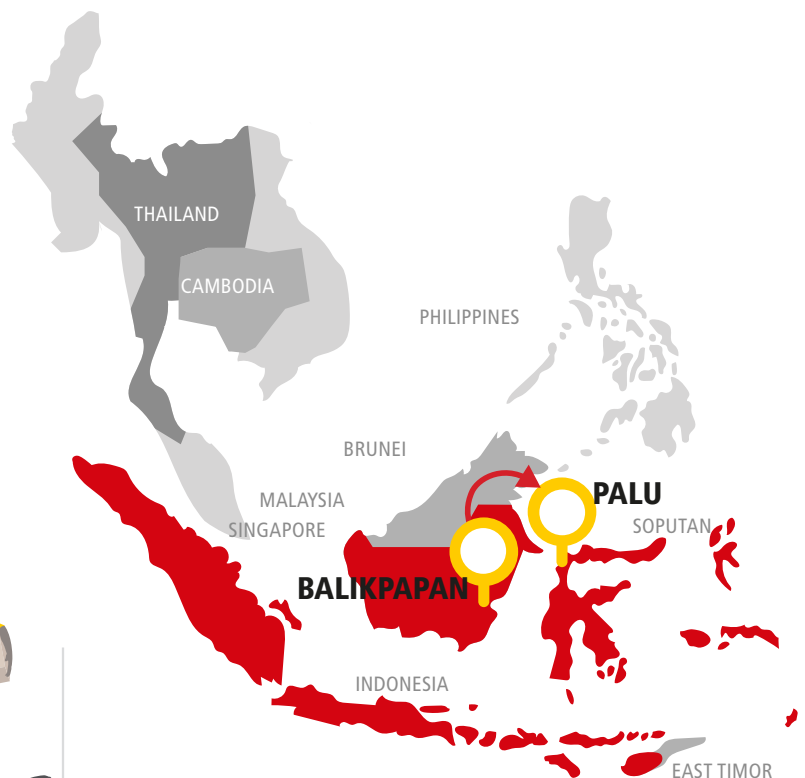 THAILAND
CAMBODIA
PHILIPPINES
BRUNEI
PALU
MALAYSIA
SOPUTAN
SINGAPORE
BALIKPAPAN
INDONESIA
EAST TIMOR